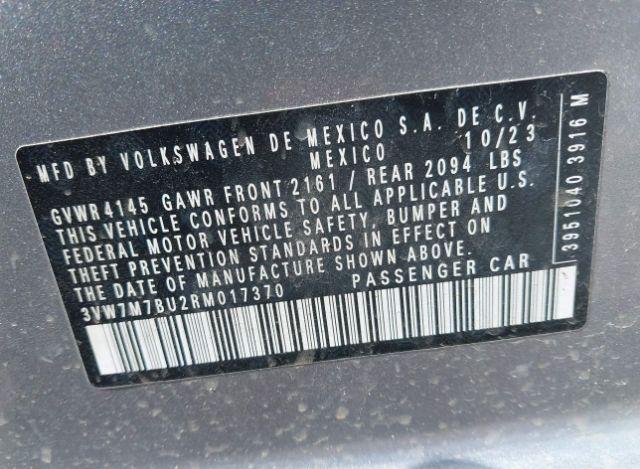 MFD BY VOLKSWAGEN DE MEXICO S.A. DE C.V.
MEXICO 10/23
GVWR4145 GAWR FRONT 2161 / REAR 2094 LBS
THIS VEHICLE CONFORMS TO ALL APPLICABLE U.S.
FEDERAL MOTOR VEHICLE SAFETY, BUMPER AND
THEFT PREVENTION STANDARDS IN EFFECT ON
THE DATE OF MANUFACTURE SHOWN ABOVE.
3VW7M7BU2RM017370 PASSENGER CAR
3951040 3916 M